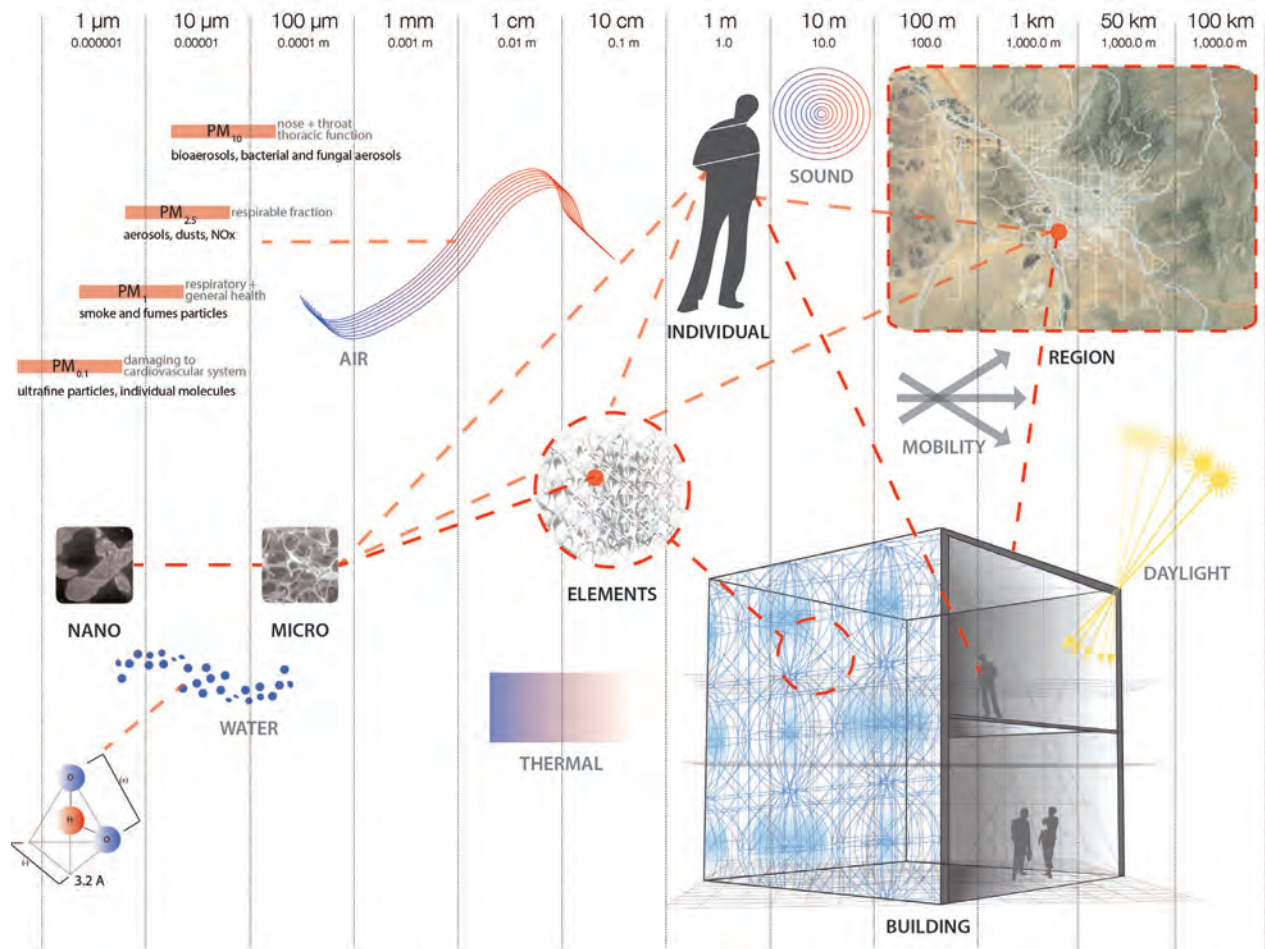 1 µm 10 µm 100 µm 1 mm 1 cm 10 cm 1 m 10 m 100 m 1 km 50 km 100 km
0.000001 0.00001 0.0001 m 0.001 m 0.01 m 0.1 m 1.0 10.0 100.0 1,000.0 m 1,000.0 m 1,000.0 m
PM10 nose + throat
thoracic function
bioaerosols, bacterial and fungal aerosols
PM2.5 respirable fraction
aerosols, dusts, NOx
PM1 respiratory +
general health
smoke and fumes particles
PM0.1 damaging to
cardiovascular system
ultrafine particles, individual molecules
AIR
SOUND
INDIVIDUAL
REGION
MOBILITY
DAYLIGHT
ELEMENTS
NANO
MICRO
WATER
THERMAL
O
H
O
(+)
(-)
3.2 A
BUILDING